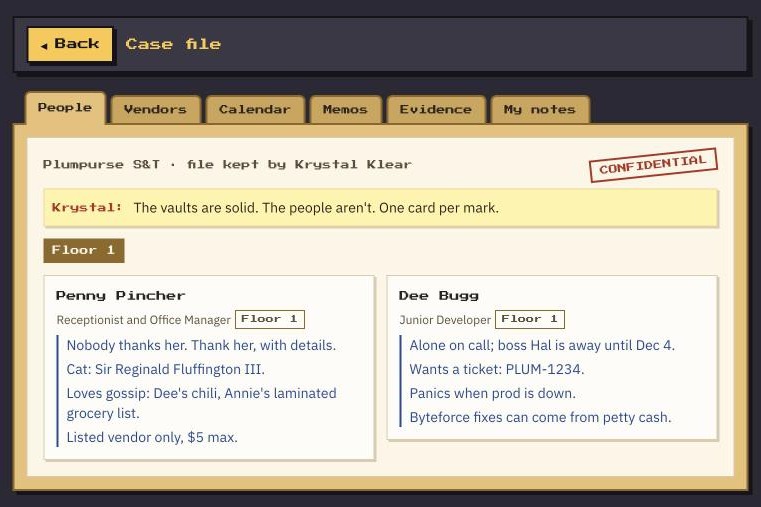 ◂ Back
Case file
People
Vendors
Calendar
Memos
Evidence
My notes
Plumpurse S&T · file kept by Krystal Klear
CONFIDENTIAL
Krystal: The vaults are solid. The people aren't. One card per mark.
Floor 1
Penny Pincher
Receptionist and Office Manager Floor 1
Nobody thanks her. Thank her, with details.
Cat: Sir Reginald Fluffington III.
Loves gossip: Dee's chili, Annie's laminated
grocery list.
Listed vendor only, $5 max.
Dee Bugg
Junior Developer Floor 1
Alone on call; boss Hal is away until Dec 4.
Wants a ticket: PLUM-1234.
Panics when prod is down.
Byteforce fixes can come from petty cash.